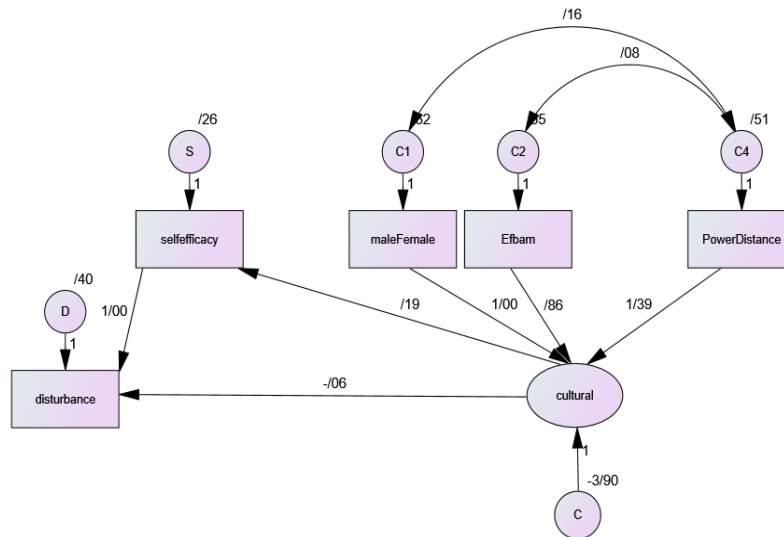 /16
/08
/26
/62
/35
/51
S
C1
C2
C4
1
1
1
1
selfefficacy
maleFemale
Efbam
PowerDistance
/40
D
1/00
/19
1/00
/86
1/39
1
disturbance
-/06
cultural
1
-3/90
C